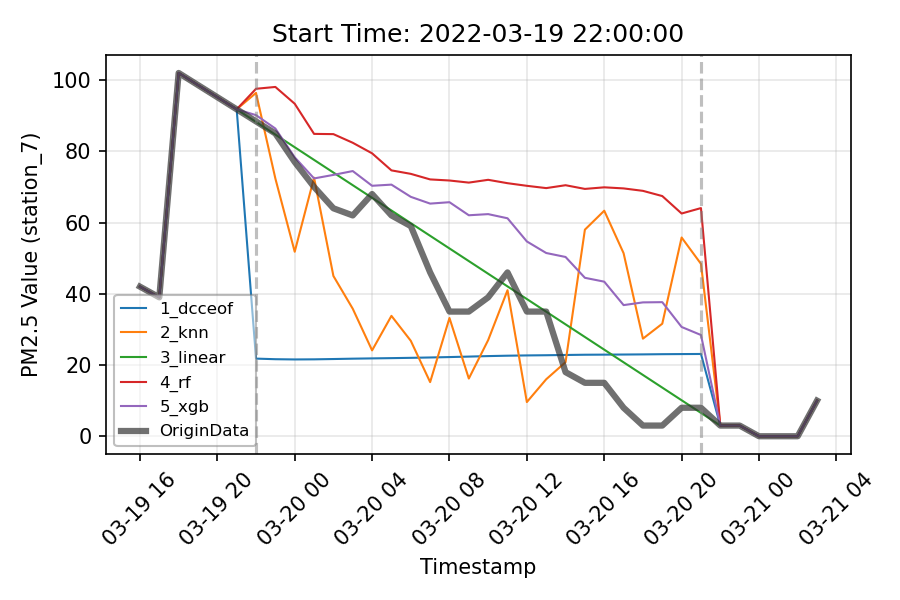 Start Time: 2022-03-19 22:00:00
PM2.5 Value (station_7)
100
80
60
40
20
0
1_dcceof
2_knn
3_linear
4_rf
5_xgb
OriginData
03-19 16
03-19 20
03-20 00
03-20 04
03-20 08
03-20 12
03-20 16
03-20 20
03-21 00
03-21 04
Timestamp